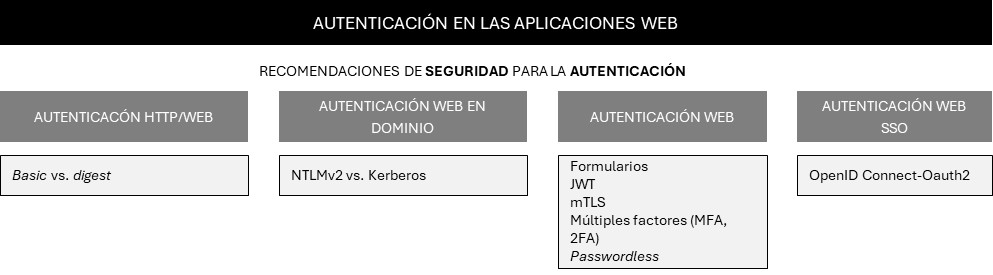 AUTENTICACIÓN EN LAS APLICACIONES WEB
RECOMENDACIONES DE SEGURIDAD PARA LA AUTENTICACIÓN
AUTENTICACÓN HTTP/WEB
Basic vs. digest
AUTENTICACIÓN WEB EN
DOMINIO
NTLMv2 vs. Kerberos
AUTENTICACIÓN WEB
Formularios
JWT
mTLS
Múltiples factores (MFA,
2FA)
Passwordless
AUTENTICACIÓN WEB
SSO
OpenID Connect-Oauth2